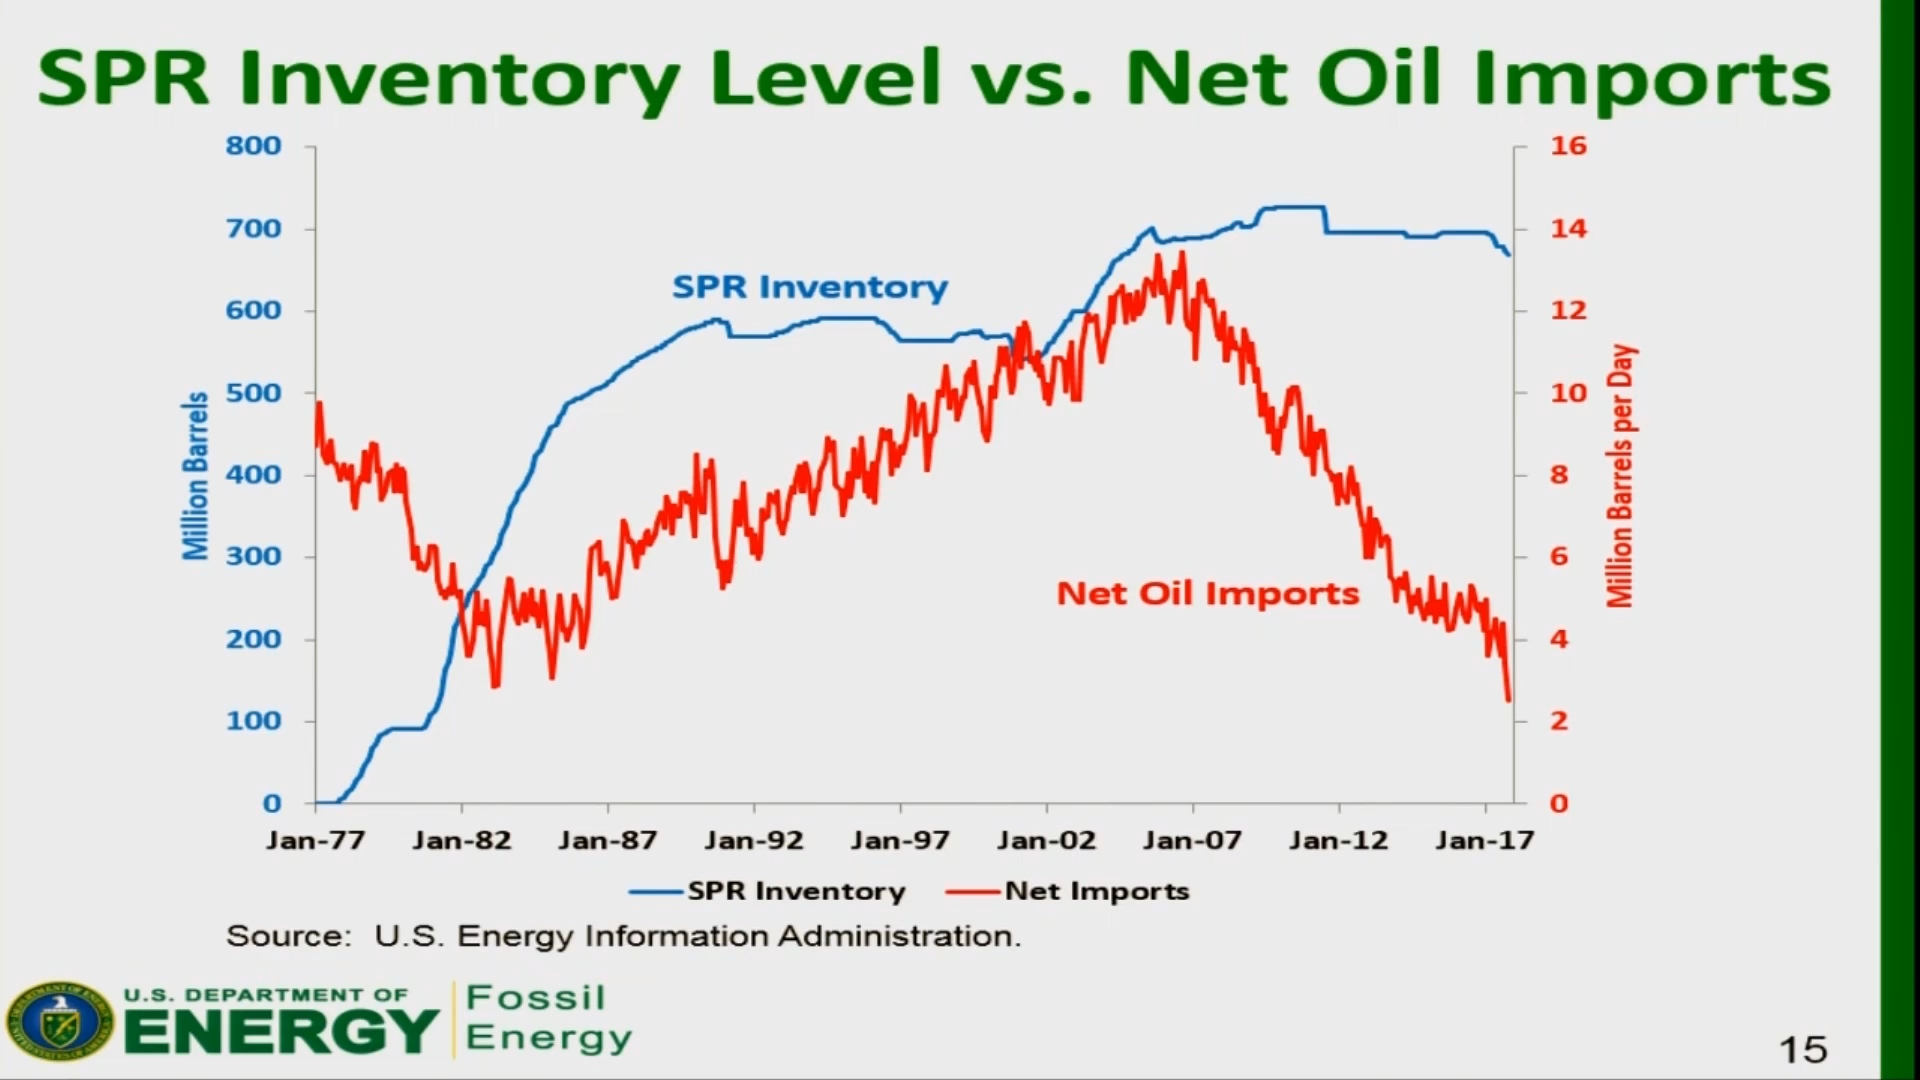 SPR Inventory Level vs. Net Oil Imports
800
700
600
500
400
300
200
100
0
Million Barrels
16
14
12
10
8
6
4
2
0
Million Barrels per Day
SPR Inventory
Net Oil Imports
Jan-77 Jan-82 Jan-87 Jan-92 Jan-97 Jan-02 Jan-07 Jan-12 Jan-17
SPR Inventory Net Imports
Source: U.S. Energy Information Administration.
U.S. DEPARTMENT OF
ENERGY
Fossil
Energy
15